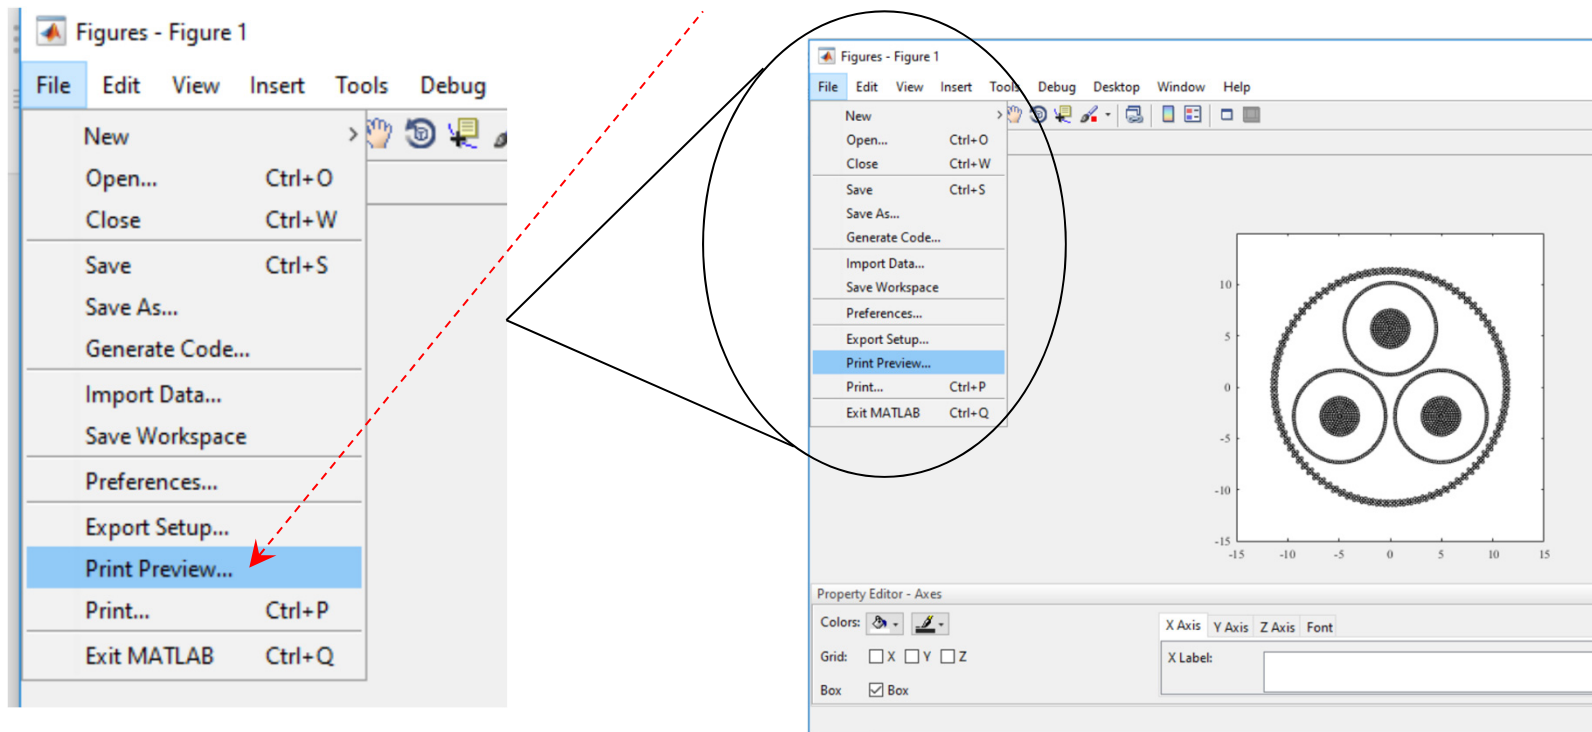 Figures - Figure 1
File Edit View Insert Tools Debug
New >
Open... Ctrl+O
Close Ctrl+W
Save Ctrl+S
Save As...
Generate Code...
Import Data...
Save Workspace
Preferences...
Export Setup...
Print Preview...
Print... Ctrl+P
Exit MATLAB Ctrl+Q
Figures - Figure 1
File Edit View Insert Tools Debug Desktop Window Help
New >
Open... Ctrl+O
Close Ctrl+W
Save Ctrl+S
Save As...
Generate Code...
Import Data...
Save Workspace
Preferences...
Export Setup...
Print Preview...
Print... Ctrl+P
Exit MATLAB Ctrl+Q
10
5
0
-5
-10
-15
-15 -10 -5 0 5 10 15
Property Editor - Axes
Colors:
Grid: X Y Z
Box Box
X Axis Y Axis Z Axis Font
X Label: